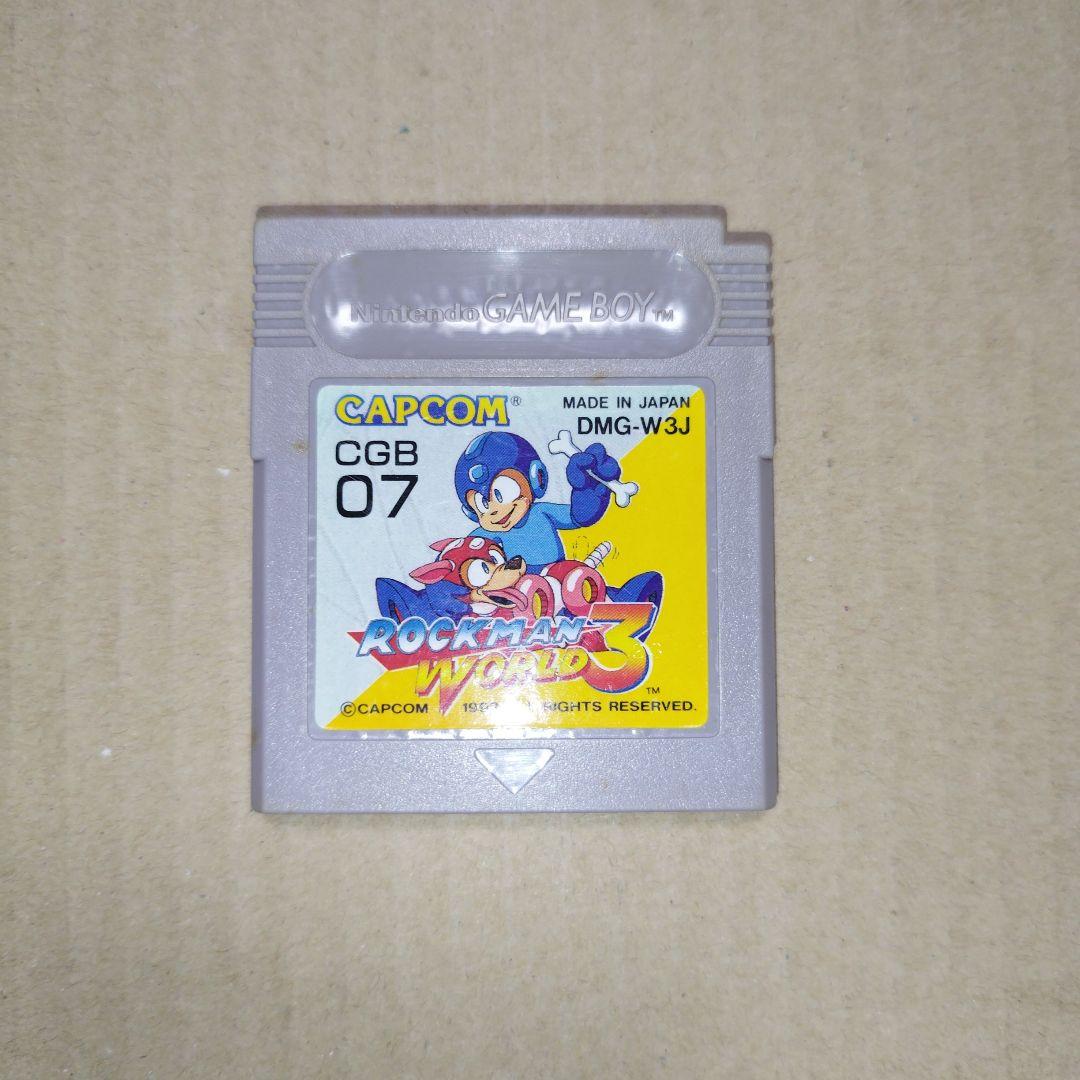 Nintendo GAME BOY™
CAPCOM®
MADE IN JAPAN
DMG-W3J
CGB
07
ROCKMAN
WORLD 3
™
©CAPCOM RIGHTS RESERVED.